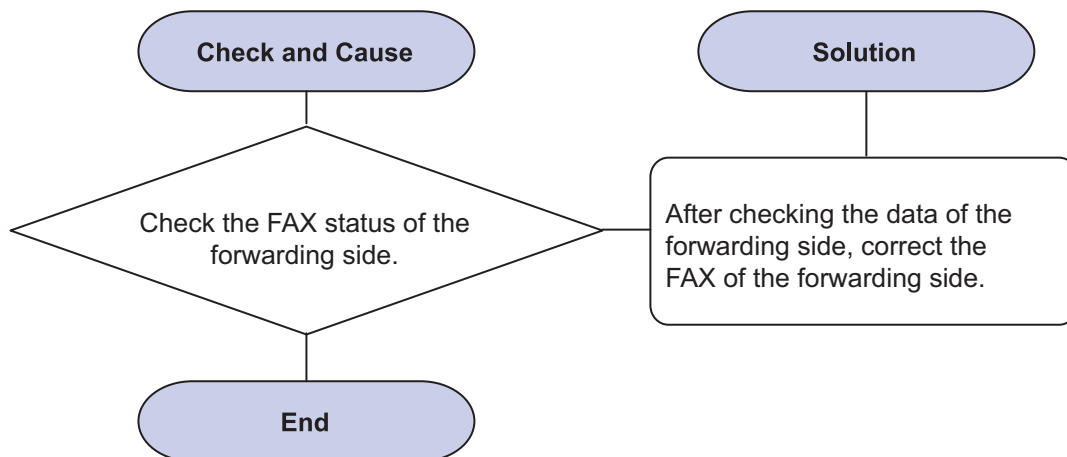 Check and Cause
Solution
Check the FAX status of the
forwarding side.
After checking the data of the
forwarding side, correct the
FAX of the forwarding side.
End